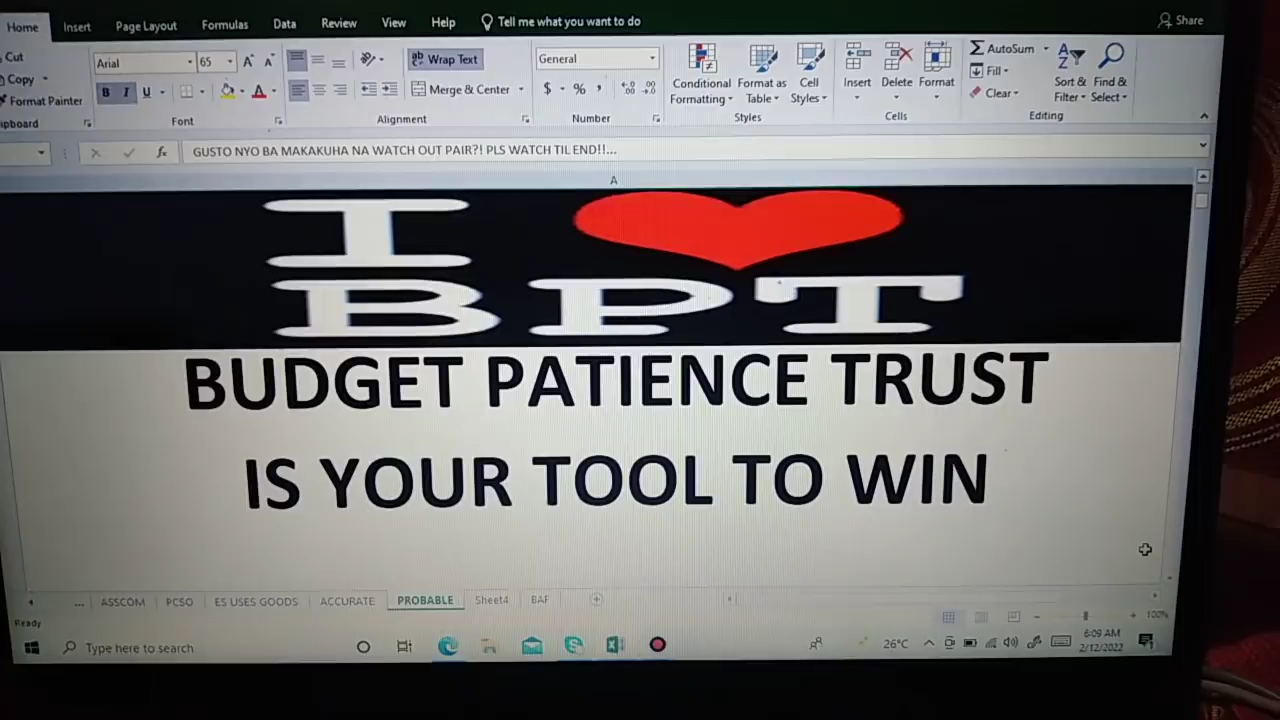 Home Insert Page Layout Formulas Data Review View Help Tell me what you want to do Share
Cut
Copy
Format Painter
Arial 65
B I U
Wrap Text
Merge & Center
General
$ % ,
Conditional Formatting
Format as Table
Cell Styles
Insert
Delete
Format
AutoSum
Fill
Clear
Sort & Filter
Find & Select
Font Alignment Number Styles Cells Editing
fx GUSTO NYO BA MAKAKUHA NA WATCH OUT PAIR?! PLS WATCH TIL END!!...
A
I
BPT
BUDGET PATIENCE TRUST
IS YOUR TOOL TO WIN
... ASSCOM PCSO ES USES GOODS ACCURATE PROBABLE Sheet4 BAF
Ready 100%
Type here to search 26°C 6:09 AM
2/12/2022